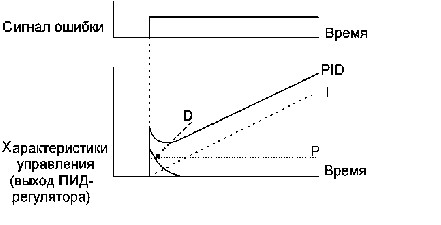 Сигнал ошибки
Время
PID
I
D
Характеристики
управления
(выход ПИД-
регулятора)
P
Время